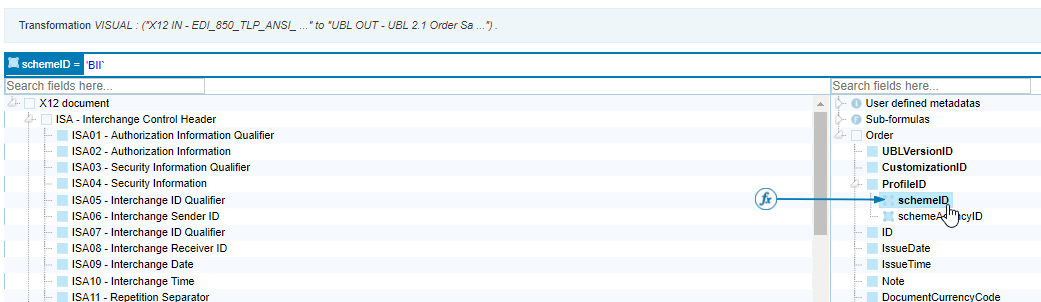 Transformation VISUAL : ("X12 IN - EDI_850_TLP_ANSI_ ..." to "UBL OUT - UBL 2.1 Order Sa ...") .
schemeID = 'BII`
Search fields here...
X12 document
ISA - Interchange Control Header
ISA01 - Authorization Information Qualifier
ISA02 - Authorization Information
ISA03 - Security Information Qualifier
ISA04 - Security Information
ISA05 - Interchange ID Qualifier
ISA06 - Interchange Sender ID
ISA07 - Interchange ID Qualifier
ISA08 - Interchange Receiver ID
ISA09 - Interchange Date
ISA10 - Interchange Time
ISA11 - Repetition Separator
fx
Search fields here...
User defined metadatas
Sub-formulas
Order
UBLVersionID
CustomizationID
ProfileID
schemeID
ID
IssueDate
IssueTime
Note
DocumentCurrencyCode